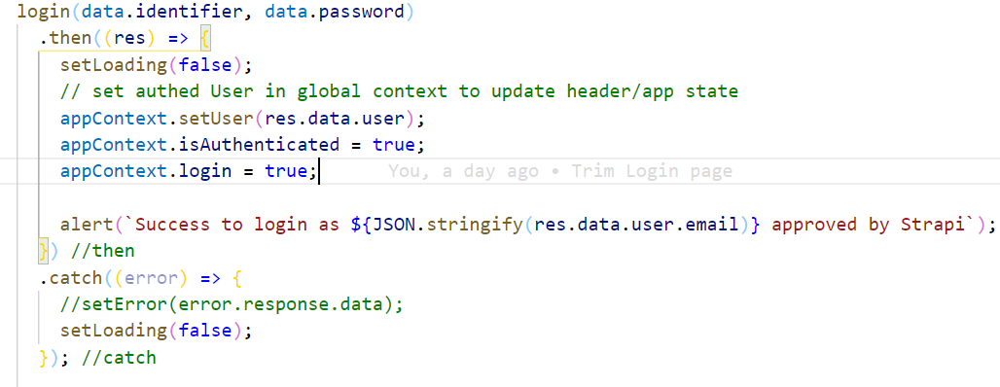 login(data.identifier, data.password)
.then((res) => {
setLoading(false);
// set authed User in global context to update header/app state
appContext.setUser(res.data.user);
appContext.isAuthenticated = true;
appContext.login = true; You, a day ago • Trim Login page
alert(`Success to login as ${JSON.stringify(res.data.user.email)} approved by Strapi`);
}) //then
.catch((error) => {
//setError(error.response.data);
setLoading(false);
}); //catch